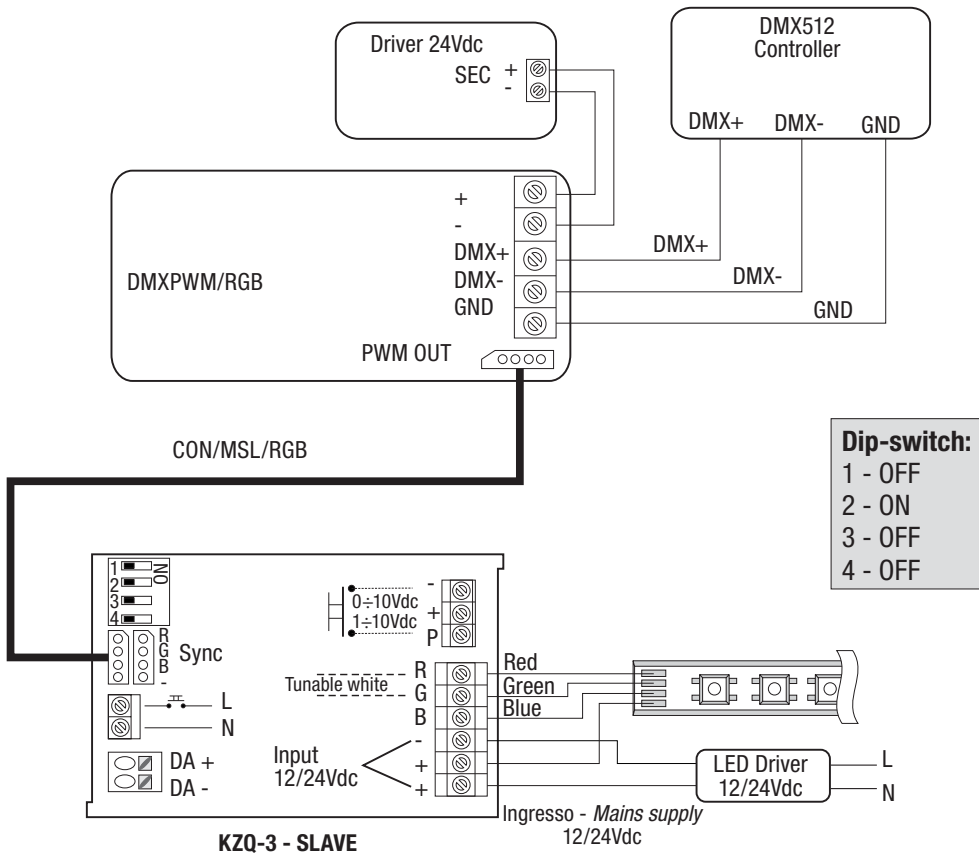 Driver 24Vdc
SEC
+
-
DMX512
Controller
DMX+ DMX- GND
DMXPWM/RGB
+
-
DMX+
DMX-
GND
PWM OUT
DMX+
DMX-
GND
CON/MSL/RGB
Dip-switch:
1 - OFF
2 - ON
3 - OFF
4 - OFF
1
2
3
4
ON
R
G
B
-
Sync
L
N
DA +
DA -
0÷10Vdc
1÷10Vdc
-
+
P
Tunable white
R
G
B
-
+
+
Input
12/24Vdc
Red
Green
Blue
LED Driver
12/24Vdc
L
N
Ingresso - Mains supply
12/24Vdc
KZQ-3 - SLAVE